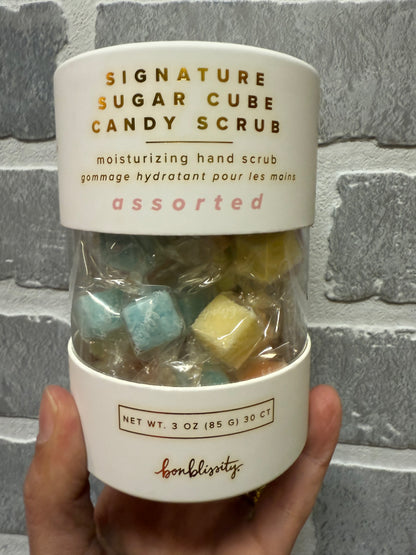 SIGNATURE
SUGAR CUBE
CANDY SCRUB
moisturizing hand scrub
gommage hydratant pour les mains
assorted
NET WT. 3 OZ (85 G) 30 CT
bonblissity.